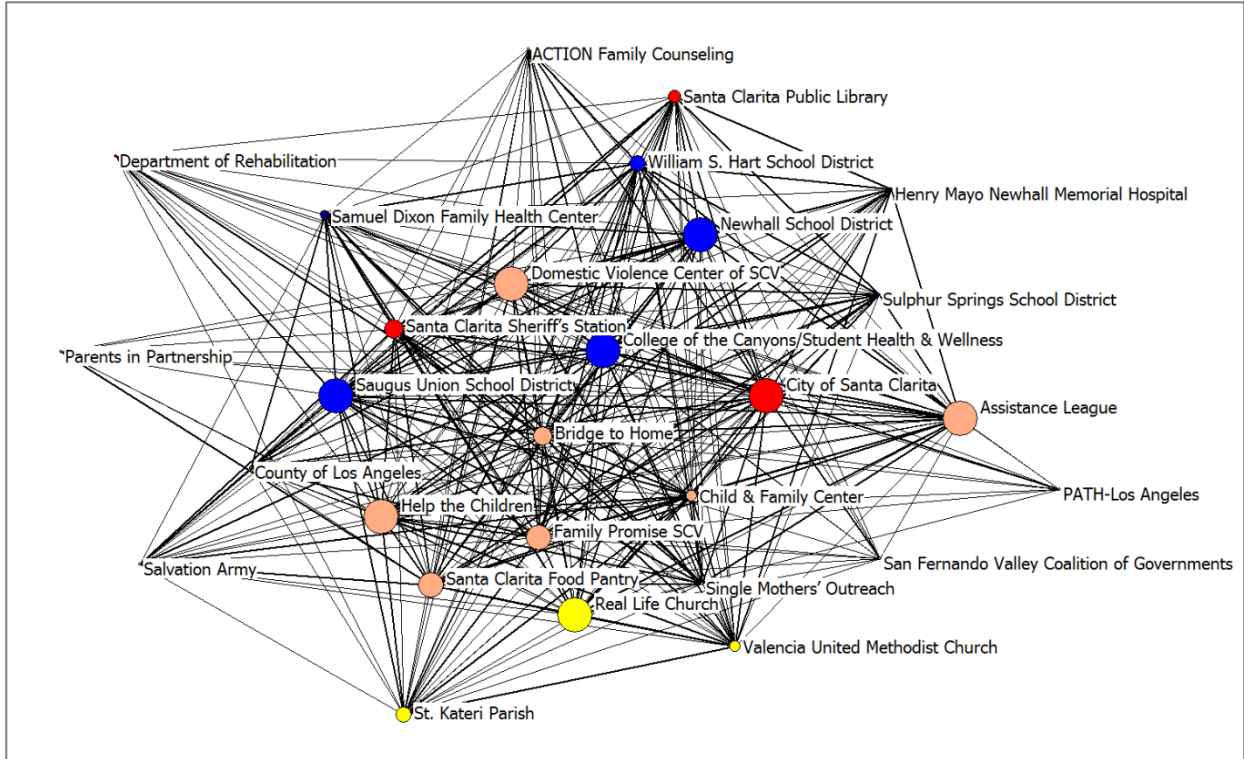 ACTION Family Counseling
Santa Clarita Public Library
Department of Rehabilitation
William S. Hart School District
Henry Mayo Newhall Memorial Hospital
Samuel Dixon Family Health Center
Newhall School District
Domestic Violence Center of SCV
Sulphur Springs School District
Santa Clarita Sheriff's Station
College of the Canyons/Student Health & Wellness
Parents in Partnership
Saugus Union School District
City of Santa Clarita
Assistance League
Bridge to Home
County of Los Angeles
Child & Family Center
PATH-Los Angeles
Help the Children
Family Promise SCV
San Fernando Valley Coalition of Governments
Salvation Army
Santa Clarita Food Pantry
Single Mothers' Outreach
Real Life Church
Valencia United Methodist Church
St. Kateri Parish